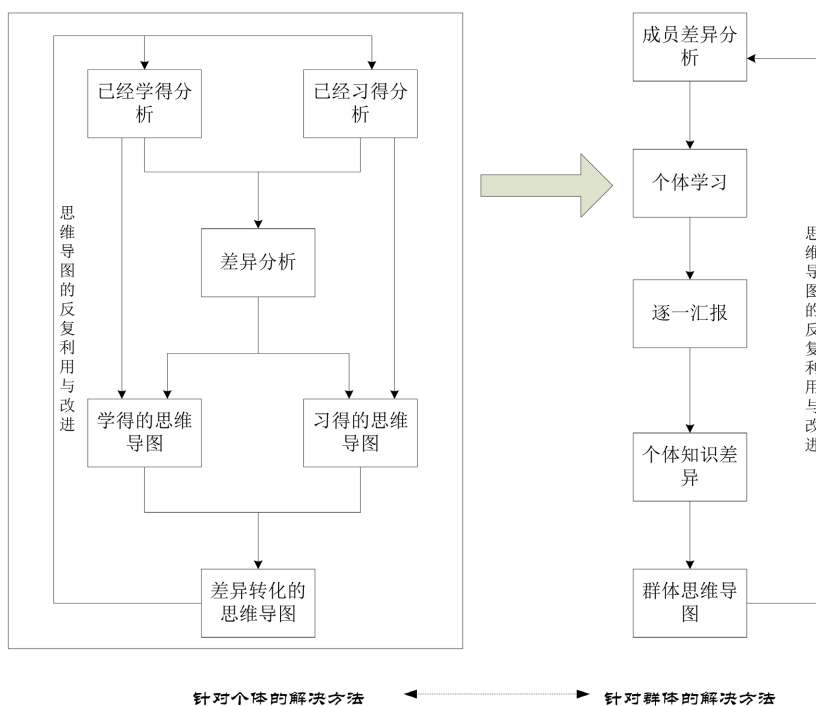 已经学得分
析
已经习得分
析
差异分析
学得的思维
导图
习得的思维
导图
差异转化的
思维导图
思维导图的反复利用与改进
成员差异分
析
个体学习
逐一汇报
个体知识差
异
群体思维导
图
思维导图的反复利用与改进
针对个体的解决方法
针对群体的解决方法